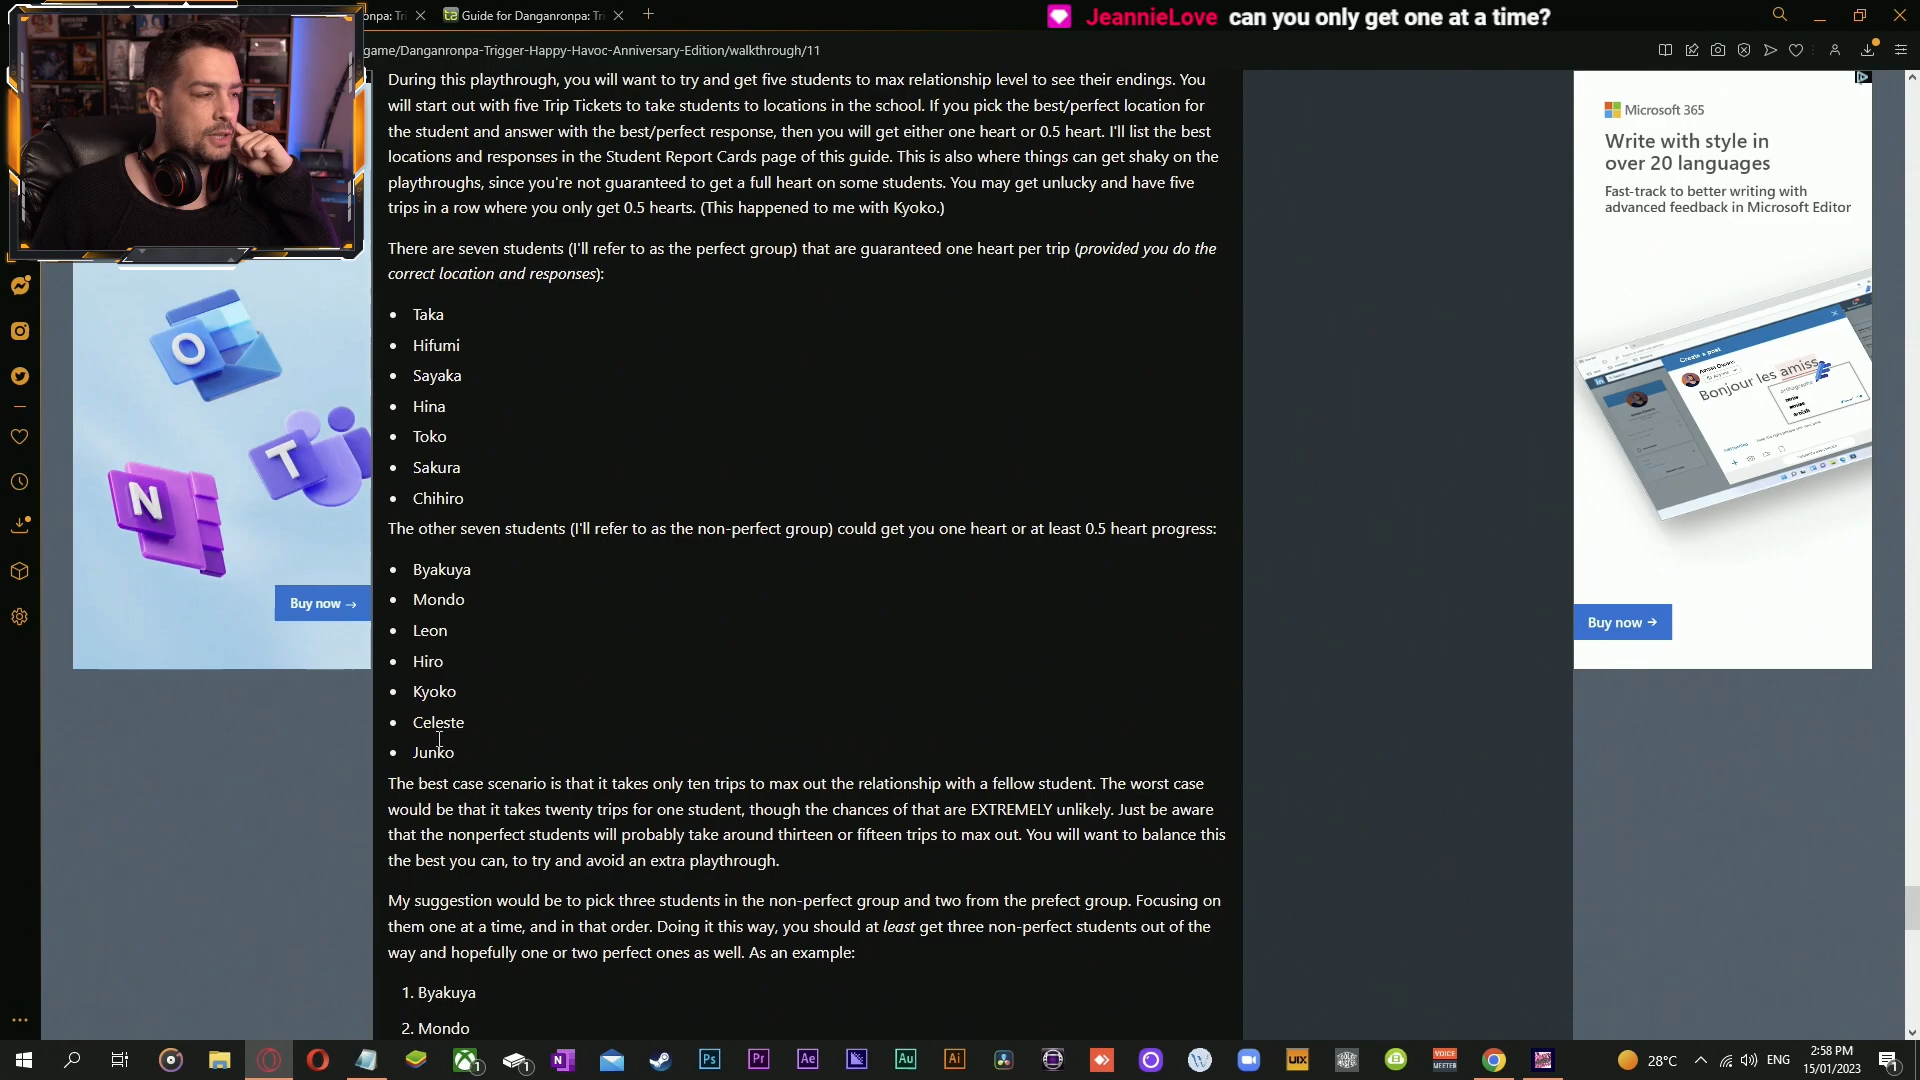 onpa: Tri
Guide for Danganronpa: Tri
JeannieLove can you only get one at a time?
game/Danganronpa-Trigger-Happy-Havoc-Anniversary-Edition/walkthrough/11
During this playthrough, you will want to try and get five students to max relationship level to see their endings. You
will start out with five Trip Tickets to take students to locations in the school. If you pick the best/perfect location for
the student and answer with the best/perfect response, then you will get either one heart or 0.5 heart. I'll list the best
locations and responses in the Student Report Cards page of this guide. This is also where things can get shaky on the
playthroughs, since you're not guaranteed to get a full heart on some students. You may get unlucky and have five
trips in a row where you only get 0.5 hearts. (This happened to me with Kyoko.)
There are seven students (I'll refer to as the perfect group) that are guaranteed one heart per trip (provided you do the
correct location and responses):
• Taka
• Hifumi
• Sayaka
• Hina
• Toko
• Sakura
• Chihiro
The other seven students (I'll refer to as the non-perfect group) could get you one heart or at least 0.5 heart progress:
• Byakuya
• Mondo
• Leon
• Hiro
• Kyoko
• Celeste
• Junko
The best case scenario is that it takes only ten trips to max out the relationship with a fellow student. The worst case
would be that it takes twenty trips for one student, though the chances of that are EXTREMELY unlikely. Just be aware
that the nonperfect students will probably take around thirteen or fifteen trips to max out. You will want to balance this
the best you can, to try and avoid an extra playthrough.
My suggestion would be to pick three students in the non-perfect group and two from the prefect group. Focusing on
them one at a time, and in that order. Doing it this way, you should at least get three non-perfect students out of the
way and hopefully one or two perfect ones as well. As an example:
1. Byakuya
2. Mondo
O
T
N
Buy now →
Microsoft 365
Write with style in
over 20 languages
Fast-track to better writing with
advanced feedback in Microsoft Editor
Create a post
Bonjour les amiss
Buy now →
1
1
N
Ps
Pr
Ae
Au
Ai
W
UIX
VOICE
MEETER
28°C
ENG
2:58 PM
15/01/2023
1